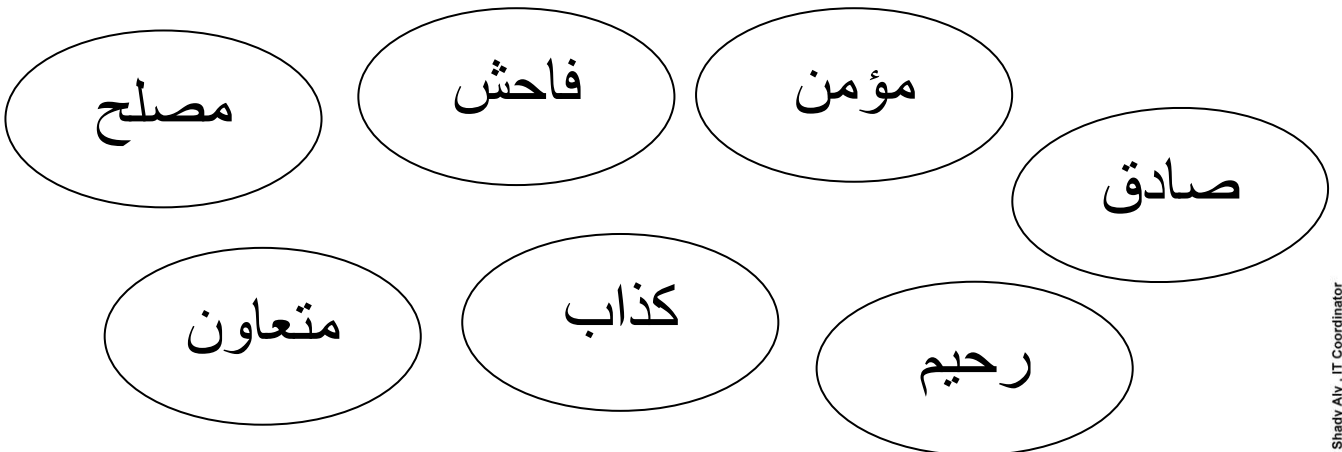 مؤمن
فاحش
مصلح
صادق
رحيم
كذاب
متعاون
Shady Aly . IT Coordinator